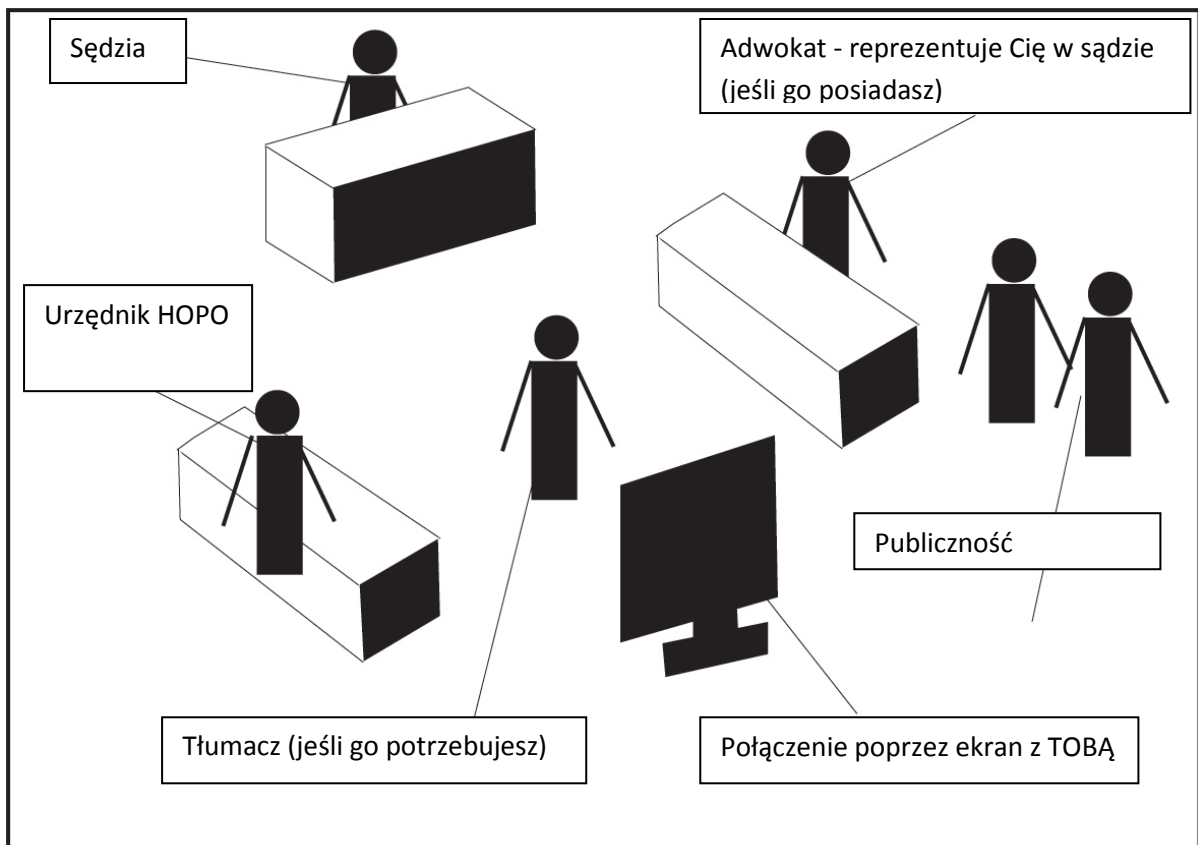 Sędzia
Adwokat - reprezentuje Cię w sądzie
(jeśli go posiadasz)
Urzędnik HOPO
Publiczność
Tłumacz (jeśli go potrzebujesz)
Połączenie poprzez ekran z TOBĄ